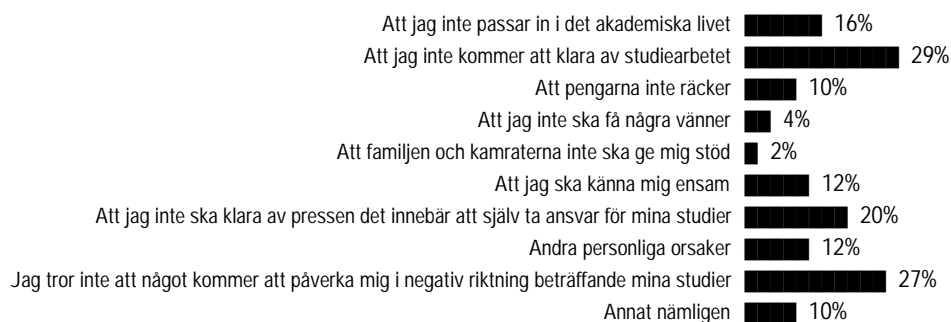 Att jag inte passar in i det akademiska livet 16%
Att jag inte kommer att klara av studiearbetet 29%
Att pengarna inte räcker 10%
Att jag inte ska få några vänner 4%
Att familjen och kamraterna inte ska ge mig stöd 2%
Att jag ska känna mig ensam 12%
Att jag inte ska klara av pressen det innebär att själv ta ansvar för mina studier 20%
Andra personliga orsaker 12%
Jag tror inte att något kommer att påverka mig i negativ riktning beträffande mina studier 27%
Annat nämligen 10%